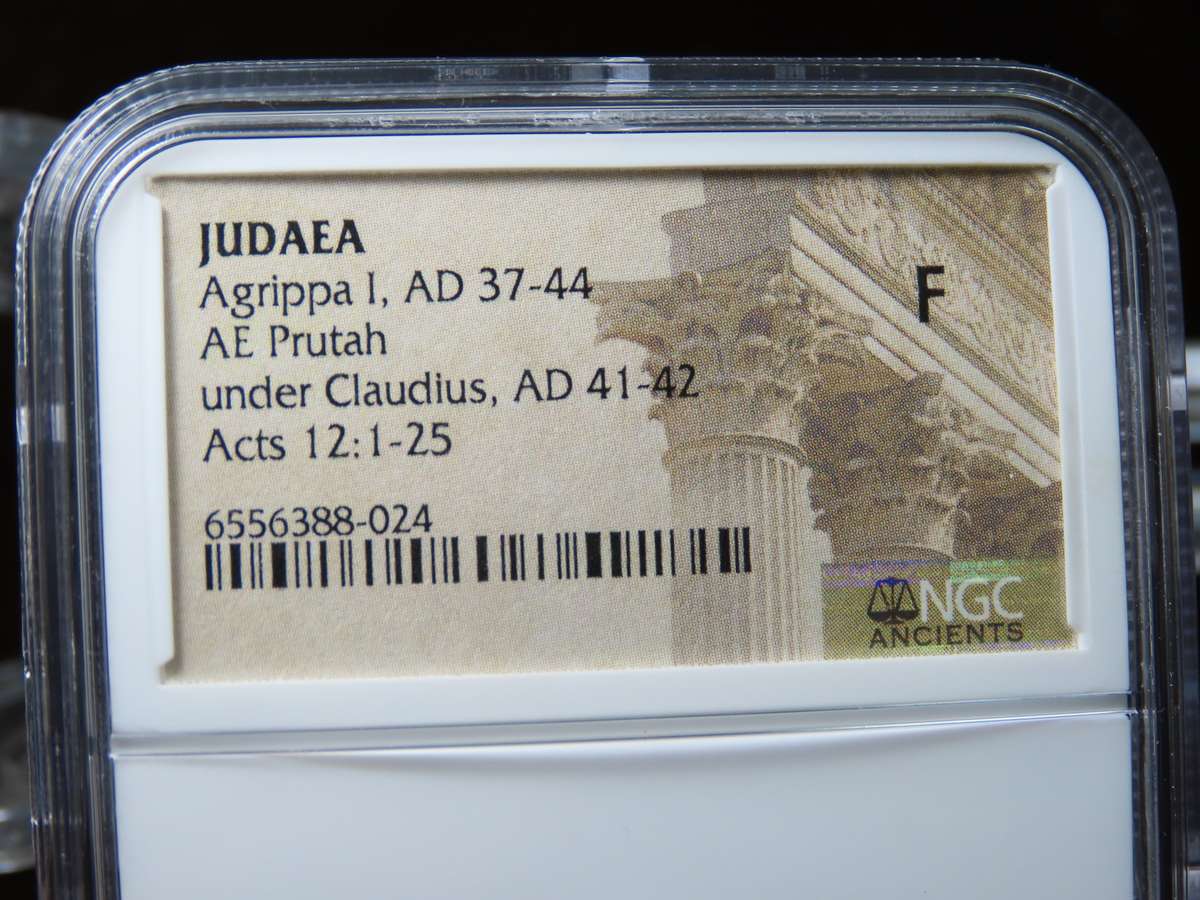 JUDAEA
Agrippa I, AD 37-44
AE Prutah
under Claudius, AD 41-42
Acts 12:1-25
6556388-024
F
NGC
ANCIENTS